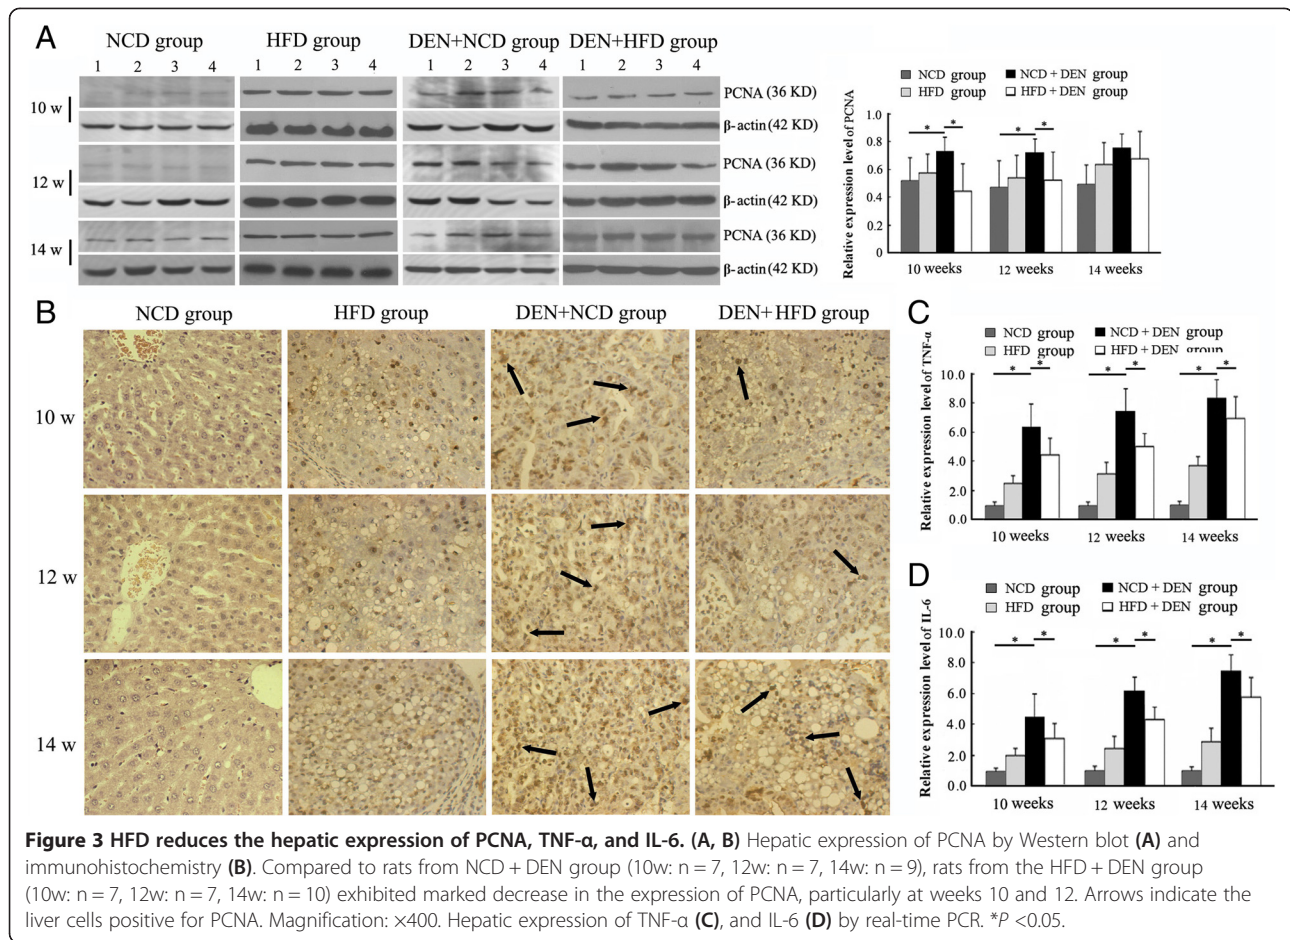 A
NCD group HFD group DEN+NCD group DEN+HFD group
1 2 3 4 1 2 3 4 1 2 3 4 1 2 3 4
10 w
PCNA (36 KD)
β-actin (42 KD)
12 w
PCNA (36 KD)
β-actin (42 KD)
14 w
PCNA (36 KD)
β-actin (42 KD)
NCD group NCD + DEN group
HFD group HFD + DEN group
Relative expression level of PCNA
1.0
0.8
0.6
0.4
0.2
0
* * * *
10 weeks 12 weeks 14 weeks
B
NCD group HFD group DEN+NCD group DEN+HFD group
10 w
12 w
14 w
C
NCD group NCD + DEN group
HFD group HFD + DEN group
Relative expression level of TNF-α
10.0
8.0
6.0
4.0
2.0
0.0
* * * * * *
10 weeks 12 weeks 14 weeks
D
NCD group NCD + DEN group
HFD group HFD + DEN group
Relative expression level of IL-6
10.0
8.0
6.0
4.0
2.0
0.0
* * * * * *
10 weeks 12 weeks 14 weeks
Figure 3 HFD reduces the hepatic expression of PCNA, TNF-α, and IL-6. (A, B) Hepatic expression of PCNA by Western blot (A) and
immunohistochemistry (B). Compared to rats from NCD + DEN group (10w: n = 7, 12w: n = 7, 14w: n = 9), rats from the HFD + DEN group
(10w: n = 7, 12w: n = 7, 14w: n = 10) exhibited marked decrease in the expression of PCNA, particularly at weeks 10 and 12. Arrows indicate the
liver cells positive for PCNA. Magnification: ×400. Hepatic expression of TNF-α (C), and IL-6 (D) by real-time PCR. *P <0.05.